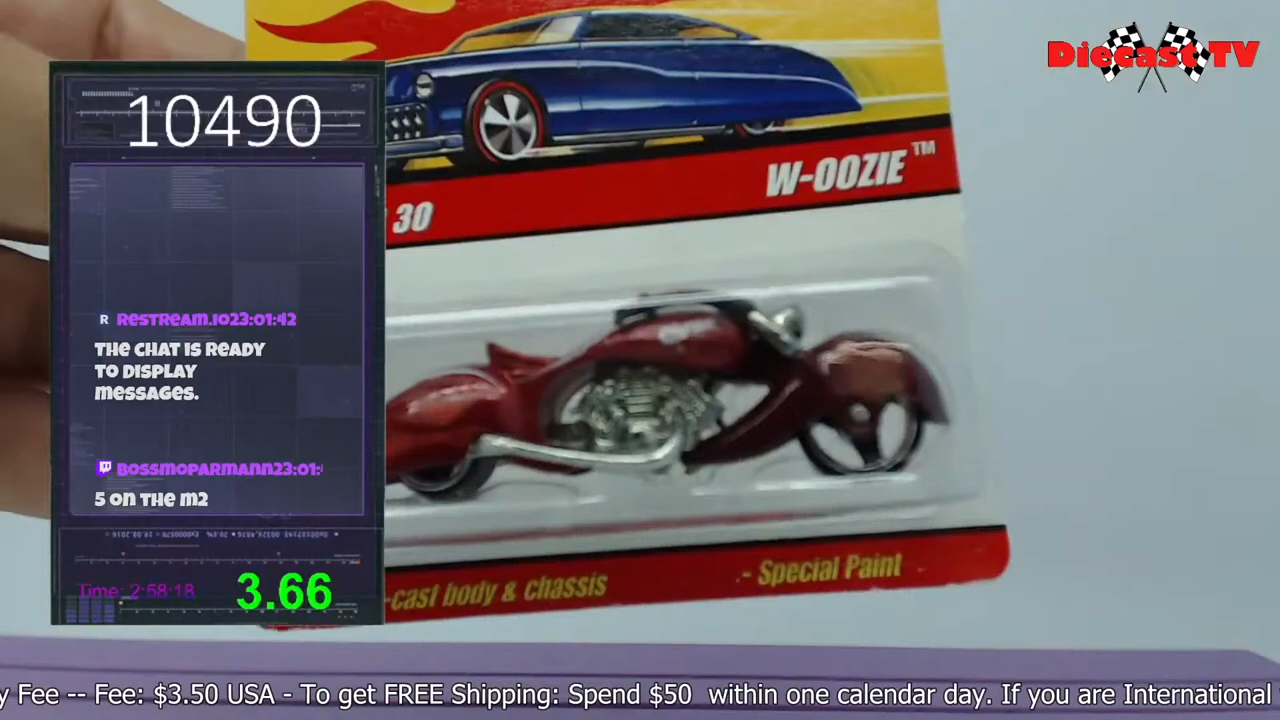 Diecast TV
10490
W-OOZIE™
30
R RESTREAM.IO23:01:42
THE CHAT IS READY
TO DISPLAY
MESSAGES.
BOSSMOPARMANN23:01:
5 ON THE M2
Time: 2:58:18
3.66
-cast body & chassis
- Special Paint
y Fee -- Fee: $3.50 USA - To get FREE Shipping: Spend $50 within one calendar day. If you are International